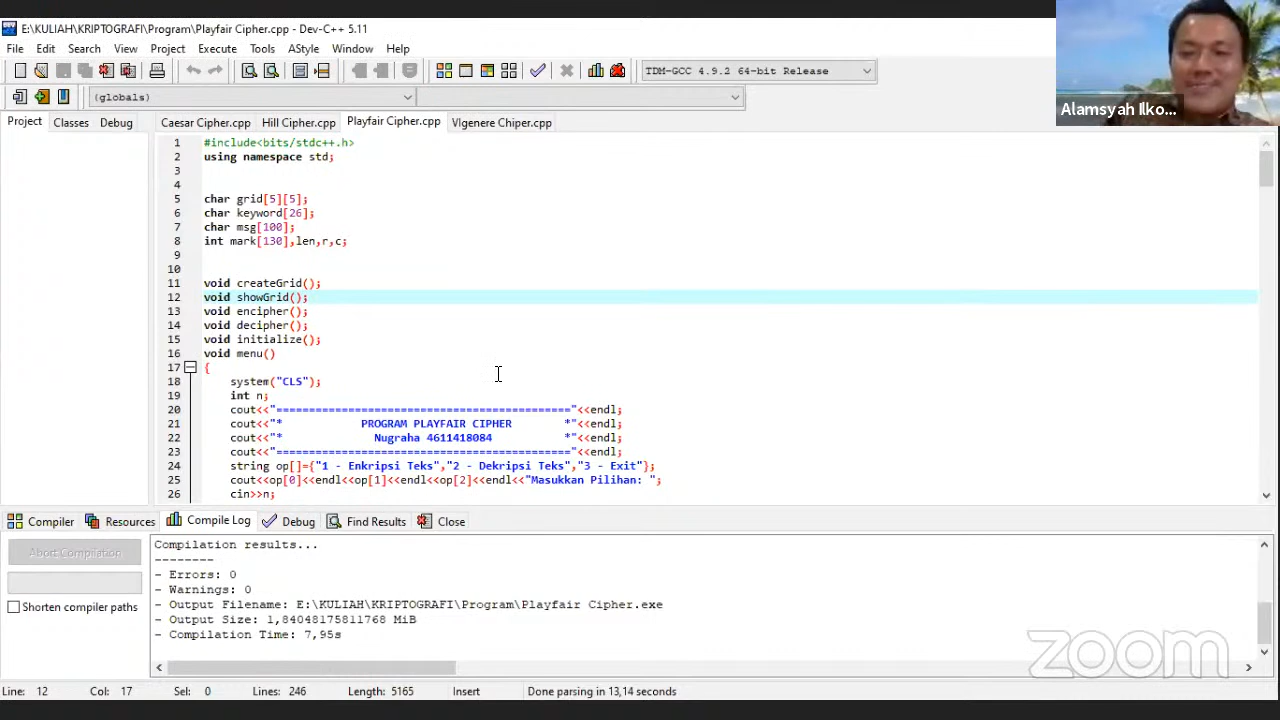 E:\KULIAH\KRIPTOGRAFI\Program\Playfair Cipher.cpp - Dev-C++ 5.11
File Edit Search View Project Execute Tools AStyle Window Help
TDM-GCC 4.9.2 64-bit Release
(globals)
Alamsyah Ilko...
Project Classes Debug Caesar Cipher.cpp Hill Cipher.cpp Playfair Cipher.cpp VIgenere Chiper.cpp
1 #include<bits/stdc++.h>
2 using namespace std;
3
4
5 char grid[5][5];
6 char keyword[26];
7 char msg[100];
8 int mark[130],len,r,c;
9
10
11 void createGrid();
12 void showGrid();
13 void encipher();
14 void decipher();
15 void initialize();
16 void menu()
17 {
18 system("CLS");
19 int n;
20 cout<<"============================================="<<endl;
21 cout<<"* PROGRAM PLAYFAIR CIPHER *"<<endl;
22 cout<<"* Nugraha 4611418084 *"<<endl;
23 cout<<"============================================="<<endl;
24 string op[]={"1 - Enkripsi Teks","2 - Dekripsi Teks","3 - Exit"};
25 cout<<op[0]<<endl<<op[1]<<endl<<op[2]<<endl<<"Masukkan Pilihan: ";
26 cin>>n;
Compiler Resources Compile Log Debug Find Results Close
Abort Compilation
Shorten compiler paths
Compilation results...
--------
- Errors: 0
- Warnings: 0
- Output Filename: E:\KULIAH\KRIPTOGRAFI\Program\Playfair Cipher.exe
- Output Size: 1,84048175811768 MiB
- Compilation Time: 7,95s
zoom
Line: 12 Col: 17 Sel: 0 Lines: 246 Length: 5165 Insert Done parsing in 13,14 seconds